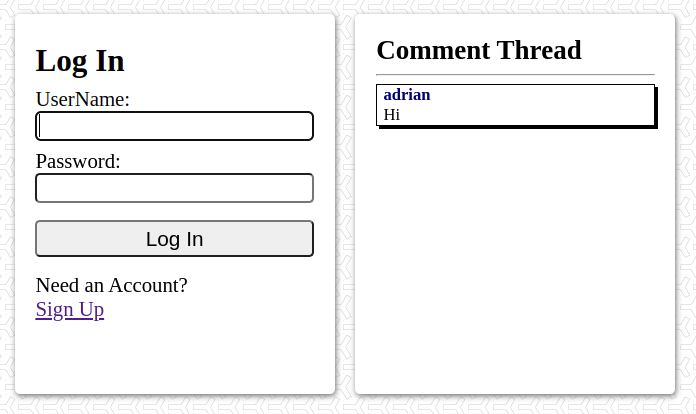 Log In
UserName:
Password:
Log In
Need an Account?
Sign Up
Comment Thread
adrian
Hi